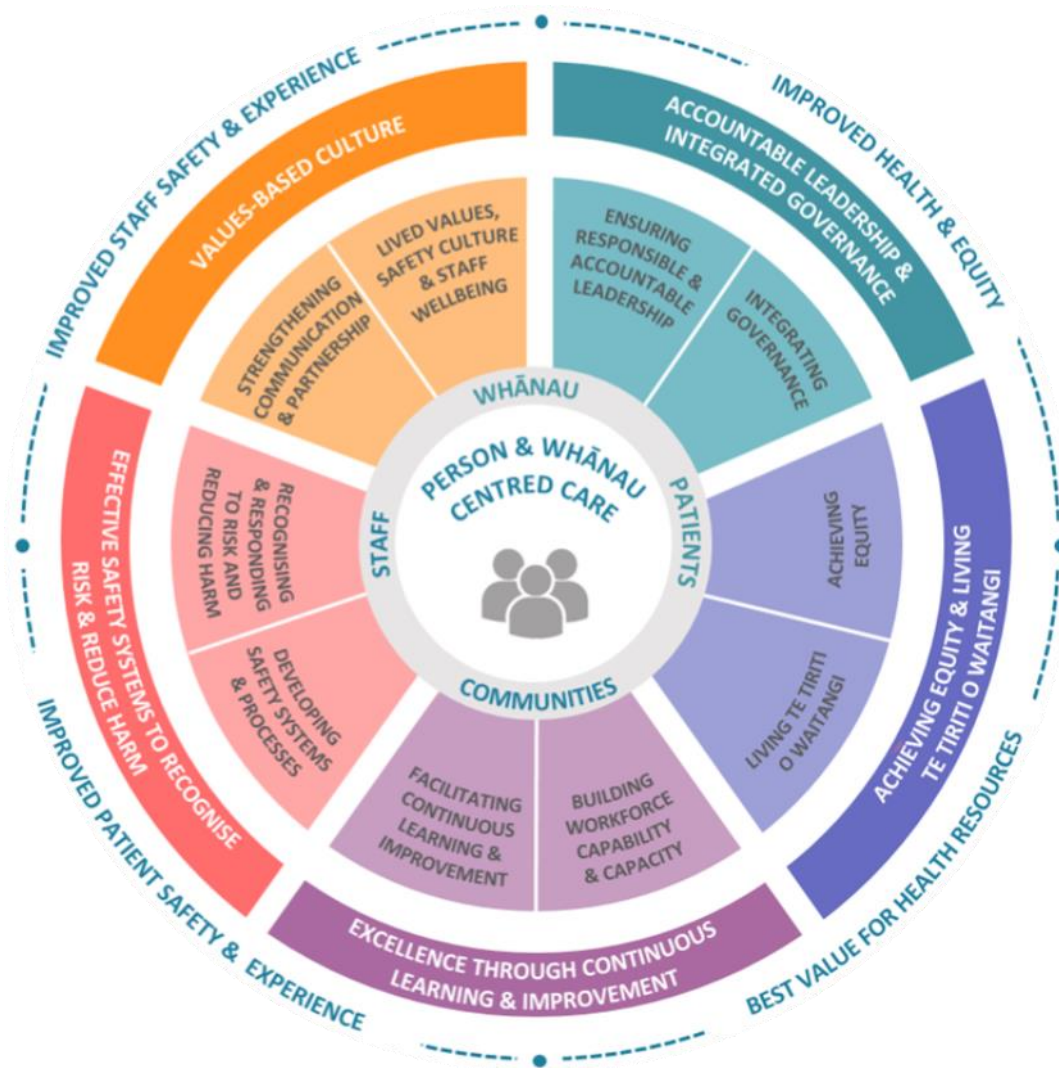 IMPROVED STAFF SAFETY & EXPERIENCE
IMPROVED HEALTH & EQUITY
BEST VALUE FOR HEALTH RESOURCES
IMPROVED PATIENT SAFETY & EXPERIENCE
VALUES-BASED CULTURE
ACCOUNTABLE LEADERSHIP &
INTEGRATED GOVERNANCE
ACHIEVING EQUITY & LIVING
TE TIRITI O WAITANGI
EXCELLENCE THROUGH CONTINUOUS
LEARNING & IMPROVEMENT
EFFECTIVE SAFETY SYSTEMS TO RECOGNISE
RISK & REDUCE HARM
STRENGTHENING
COMMUNICATION
& PARTNERSHIP
LIVED VALUES,
SAFETY CULTURE
& STAFF
WELLBEING
ENSURING
RESPONSIBLE &
ACCOUNTABLE
LEADERSHIP
INTEGRATING
GOVERNANCE
ACHIEVING
EQUITY
LIVING TE TIRITI
O WAITANGI
BUILDING
WORKFORCE
CAPABILITY
& CAPACITY
FACILITATING
CONTINUOUS
LEARNING &
IMPROVEMENT
DEVELOPING
SAFETY SYSTEMS
& PROCESSES
RECOGNISING
& RESPONDING
TO RISK AND
REDUCING HARM
WHĀNAU
PATIENTS
COMMUNITIES
STAFF
PERSON & WHĀNAU
CENTRED CARE